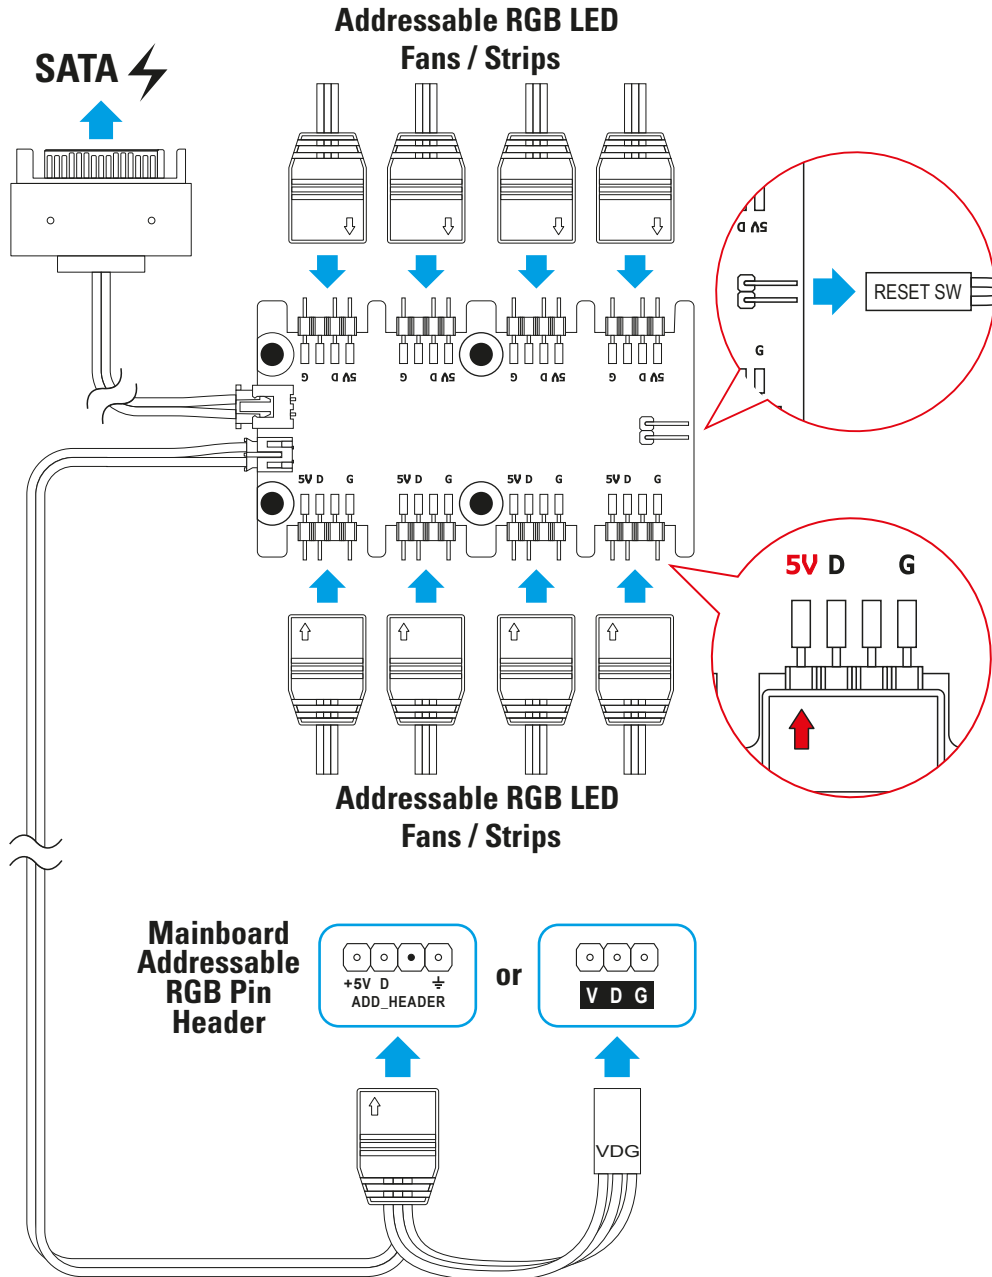 Addressable RGB LED
Fans / Strips
SATA
G D 5V
G D 5V
G D 5V
G D 5V
D 5V
RESET SW
G
5V D G
5V D G
5V D G
5V D G
5V D G
Addressable RGB LED
Fans / Strips
Mainboard
Addressable
RGB Pin
Header
+5V D
ADD_HEADER
or
V D G
VDG